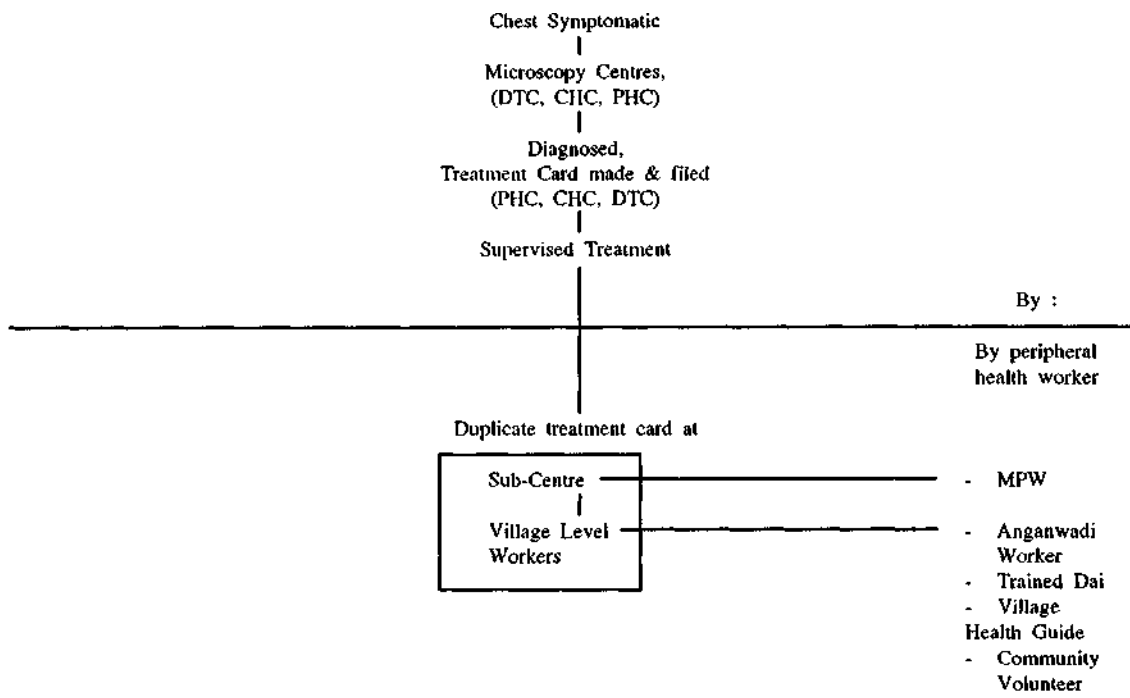 Chest Symptomatic
Microscopy Centres,
(DTC, CHC, PHC)
Diagnosed,
Treatment Card made & filed
(PHC, CHC, DTC)
Supervised Treatment
By :
By peripheral
health worker
Duplicate treatment card at
Sub-Centre
- MPW
Village Level
Workers
- Anganwadi
Worker
- Trained Dai
- Village
Health Guide
- Community
Volunteer